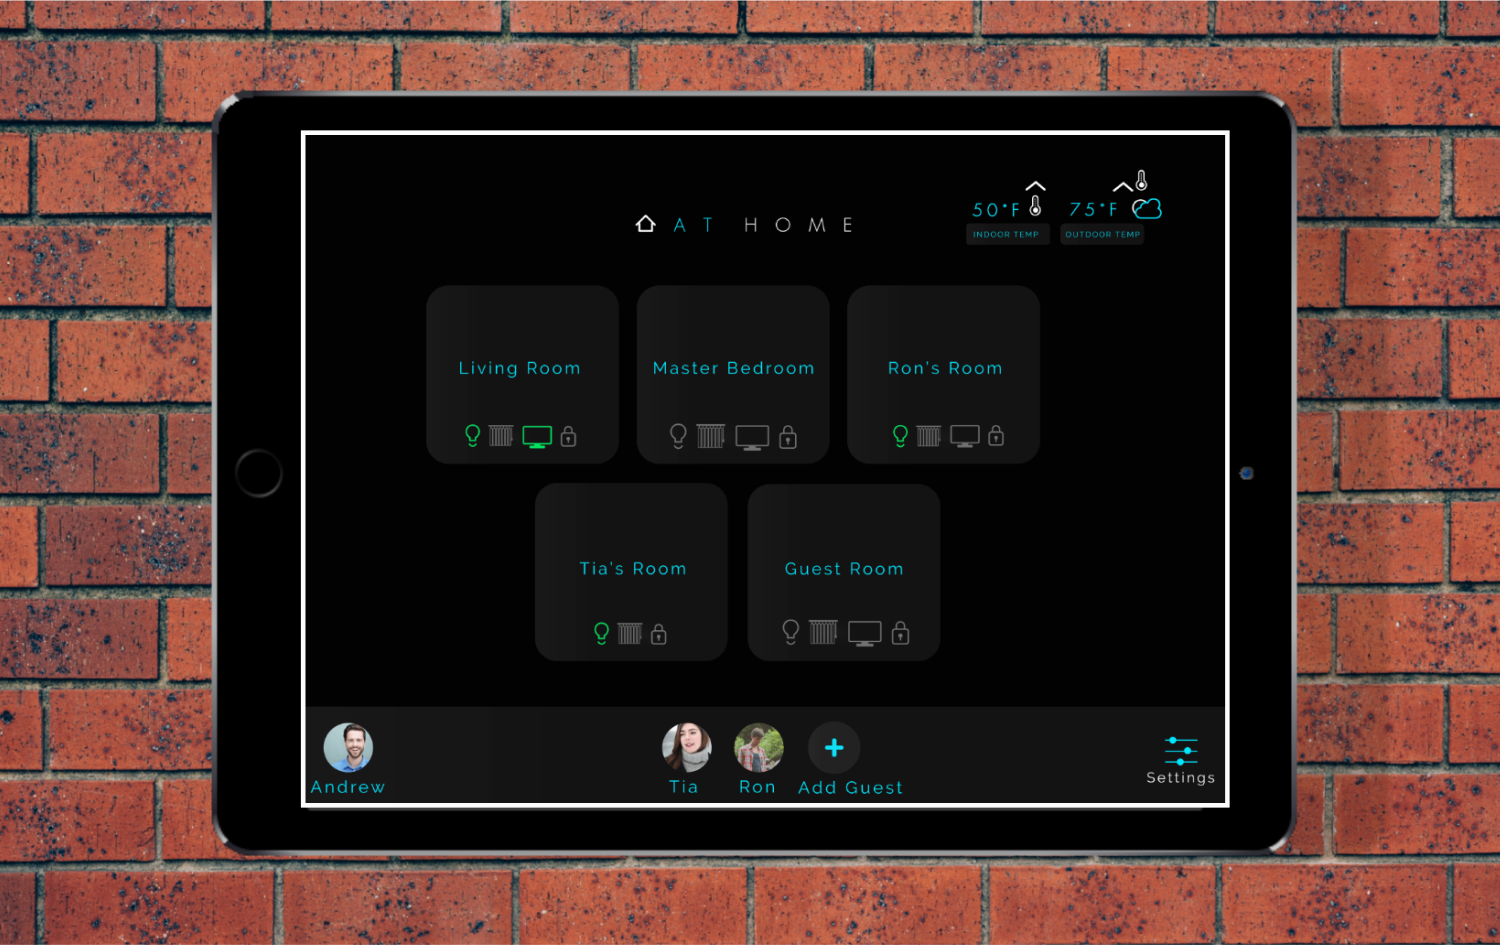 AT HOME
50°F 75°F
INDOOR TEMP OUTDOOR TEMP
Living Room Master Bedroom Ron's Room
Tia's Room Guest Room
Andrew Tia Ron Add Guest Settings